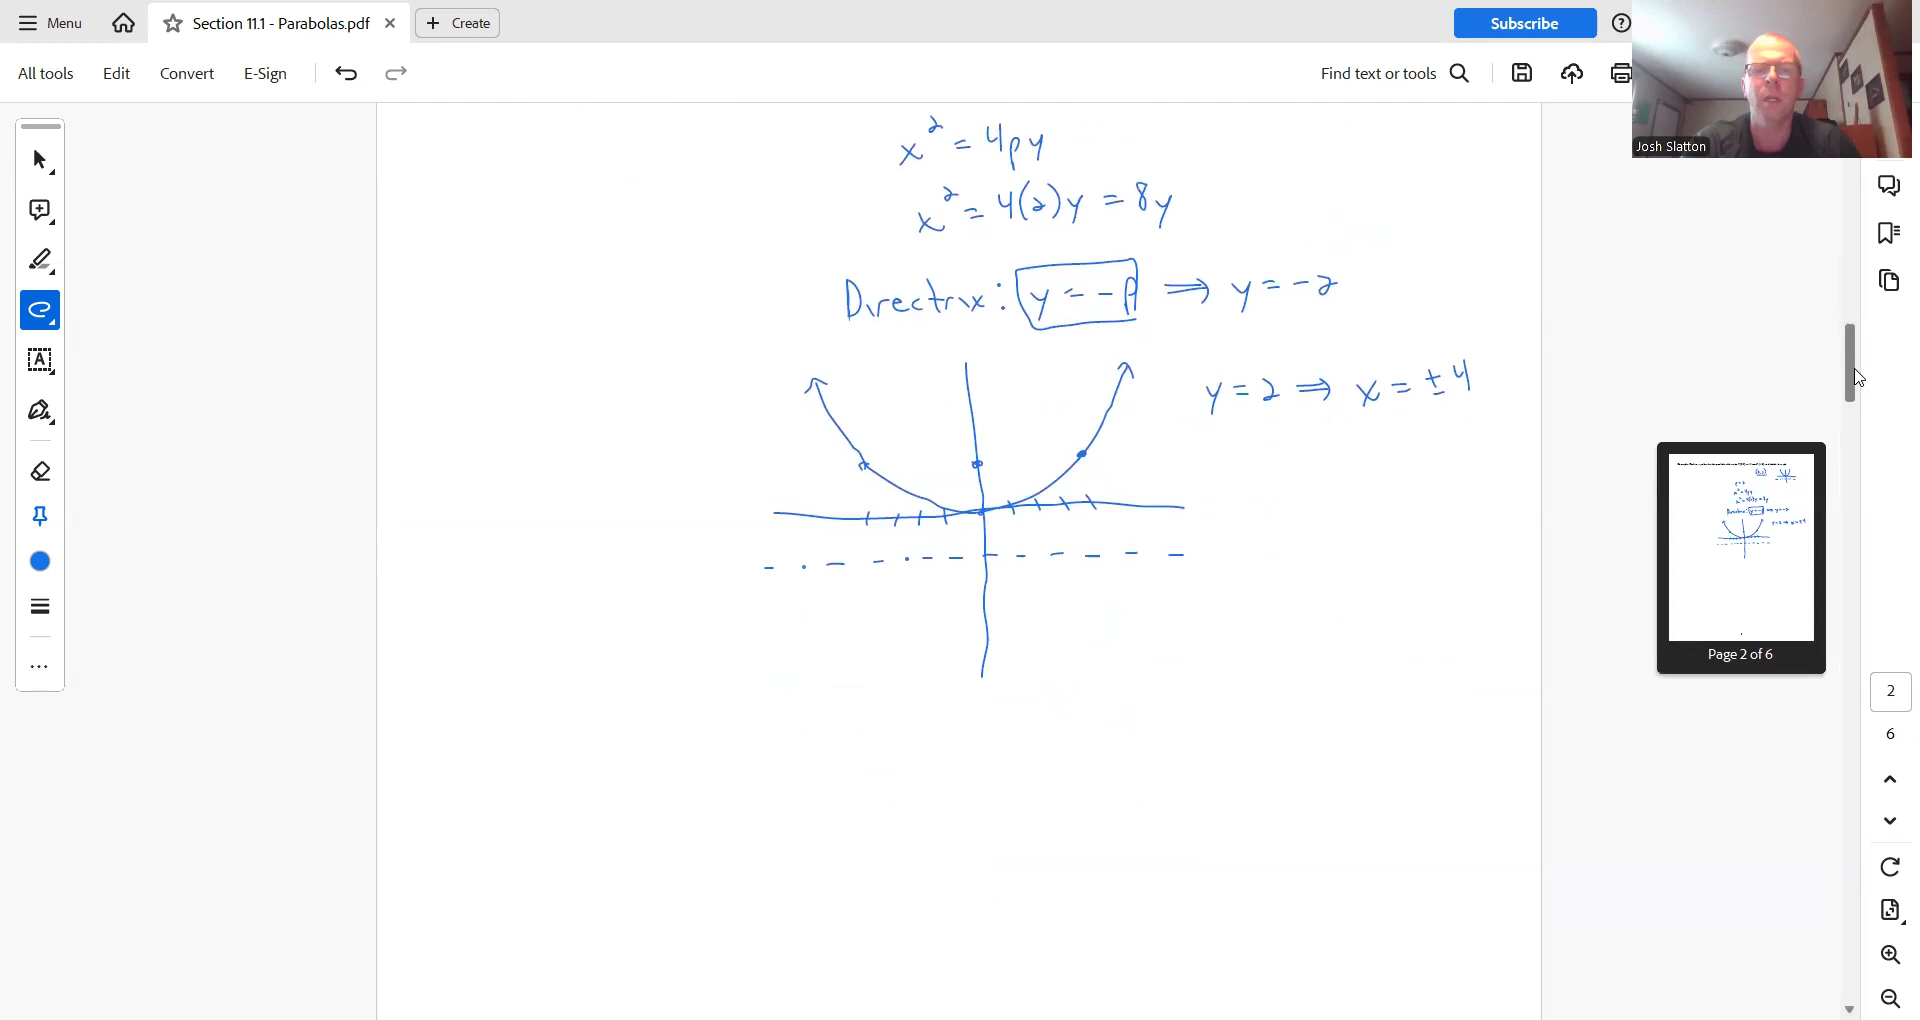 Menu
Section 11.1 - Parabolas.pdf
Create
Subscribe
All tools
Edit
Convert
E-Sign
Find text or tools
Josh Slatton
x² = 4py
x² = 4(2)y = 8y
Directrix: y = -p ⟹ y = -2
y = 2 ⟹ x = ±4
Page 2 of 6
2
6